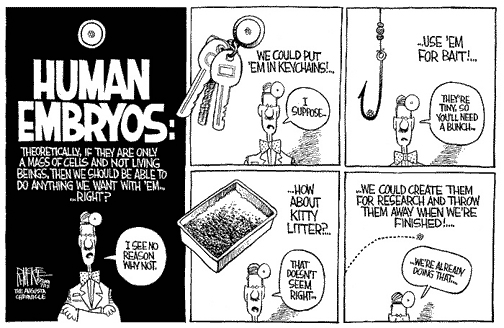 HUMAN
EMBRYOS:
THEORETICALLY, IF THEY ARE ONLY
A MASS OF CELLS AND NOT LIVING
BEINGS, THEN WE SHOULD BE ABLE TO
DO ANYTHING WE WANT WITH 'EM...
...RIGHT?
I SEE NO
REASON
WHY NOT.
THE AUGUSTA
CHRONICLE
WE COULD PUT
'EM IN KEYCHAINS!...
I
SUPPOSE...
...USE 'EM
FOR BAIT!...
THEY'RE
TINY, SO
YOU'LL NEED
A BUNCH...
...HOW
ABOUT
KITTY
LITTER?...
THAT
DOESN'T
SEEM
RIGHT...
...WE COULD CREATE THEM
FOR RESEARCH AND THROW
THEM AWAY WHEN WE'RE
FINISHED!...
...WE'RE ALREADY
DOING THAT...